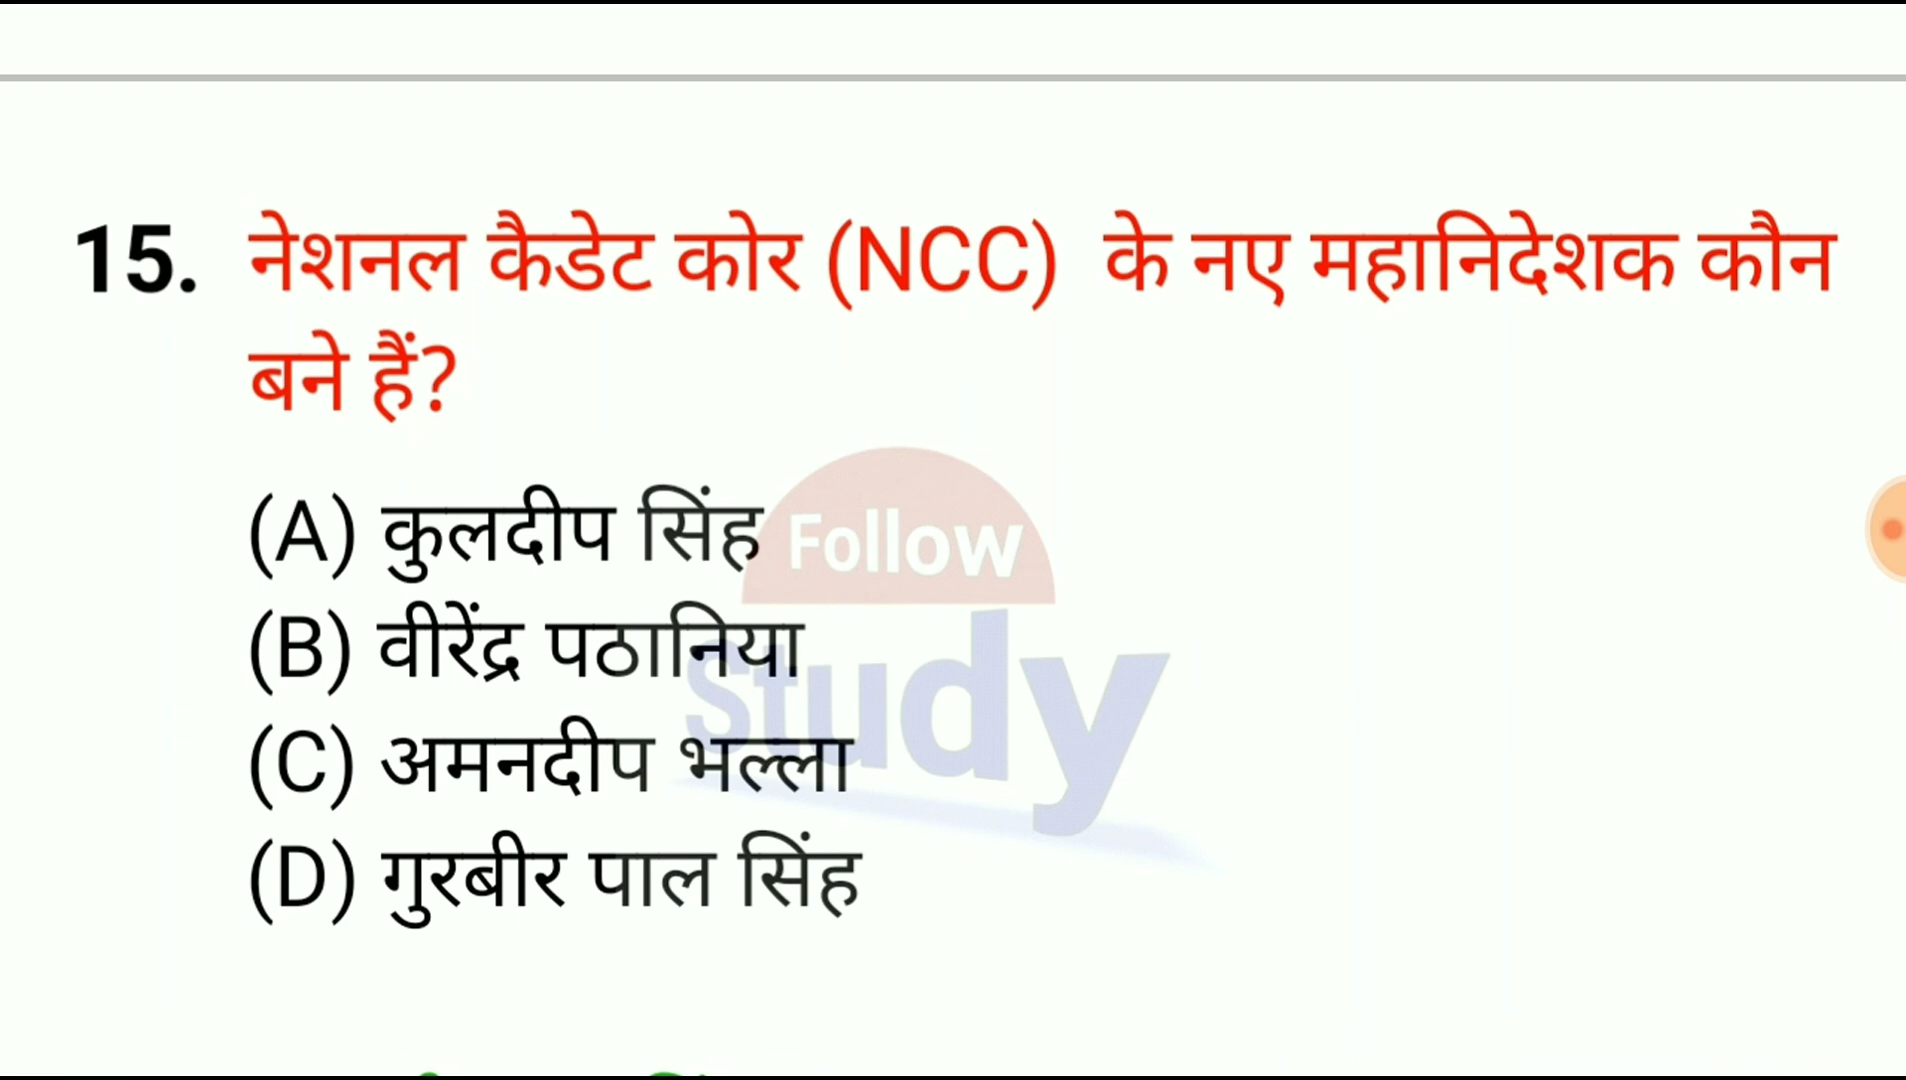 15. नेशनल कैडेट कोर (NCC) के नए महानिदेशक कौन
बने हैं?
(A) कुलदीप सिंह
(B) वीरेंद्र पठानिया
(C) अमनदीप भल्ला
(D) गुरबीर पाल सिंह
Follow
Study